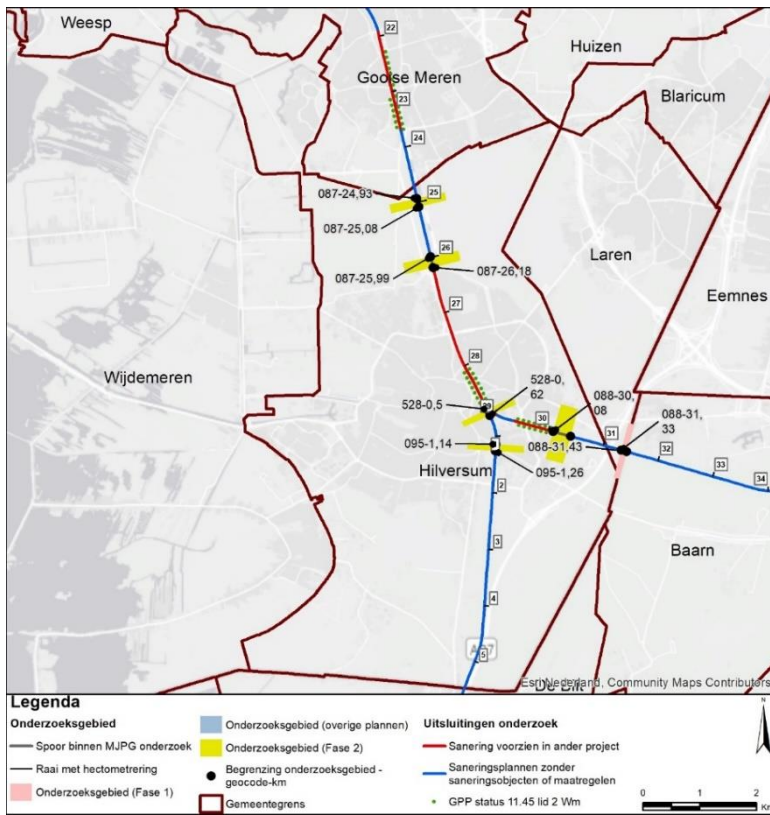 Weesp
22
Huizen
Gooise Meren
23
Blaricum
24
087-24,93
25
087-25,08
26
Laren
087-25,99
087-26,18
Eemnes
27
Wijdemeren
28
528-0,
62
088-30,
08
528-0,5
29
30
088-31,
33
31
095-1,14
088-31,43
32
Hilversum
33
095-1,26
34
2
3
Baarn
4
5
Esri Nederland, Community Maps Contributors
De Bilt
Legenda
Onderzoeksgebied
Spoor binnen MJPG onderzoek
Raai met hectometrering
Onderzoeksgebied (Fase 1)
Onderzoeksgebied (overige plannen)
Onderzoeksgebied (Fase 2)
Begrenzing onderzoeksgebied -
geocode-km
Gemeentegrens
Uitsluitingen onderzoek
Sanering voorzien in ander project
Saneringsplannen zonder
saneringsobjecten of maatregelen
GPP status 11.45 lid 2 Wm
N
0 1 2